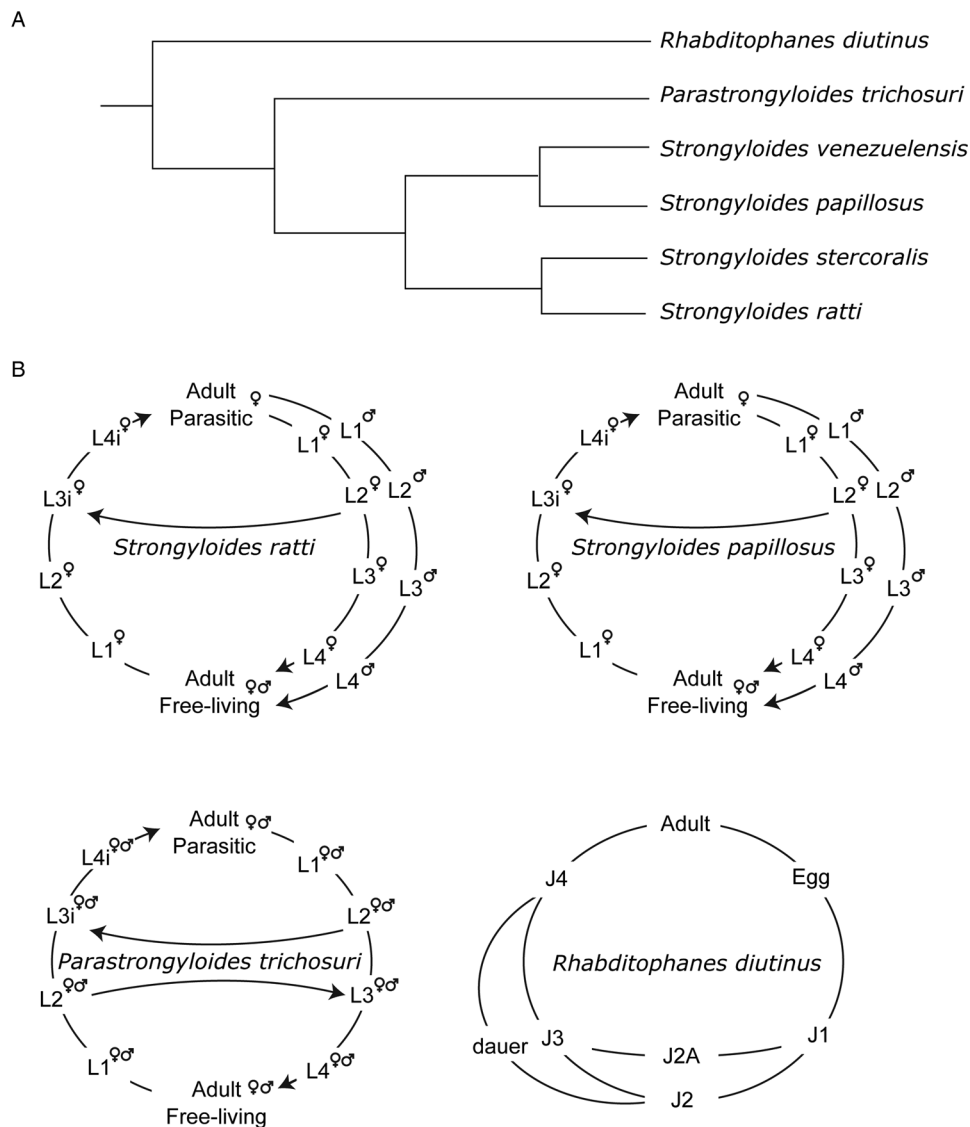 A
Rhabditophanes diutinus
Parastrongyloides trichosuri
Strongyloides venezuelensis
Strongyloides papillosus
Strongyloides stercoralis
Strongyloides ratti
B
Adult ♀
Parasitic
L1♂
L1♀
L2♀
L2♂
L3♀
L3♂
L4♀
L4♂
Adult ♀♂
Free-living
L1♀
L2♀
L3i♀
L4i♀
Strongyloides ratti
Adult ♀
Parasitic
L1♂
L1♀
L2♀
L2♂
L3♀
L3♂
L4♀
L4♂
Adult ♀♂
Free-living
L1♀
L2♀
L3i♀
L4i♀
Strongyloides papillosus
Adult ♀♂
Parasitic
L1♀♂
L2♀♂
L3♀♂
L4♀♂
Adult ♀♂
Free-living
L1♀♂
L2♀♂
L3i♀♂
L4i♀♂
Parastrongyloides trichosuri
Adult
Egg
J1
J2A
J2
J3
dauer
J4
Rhabditophanes diutinus